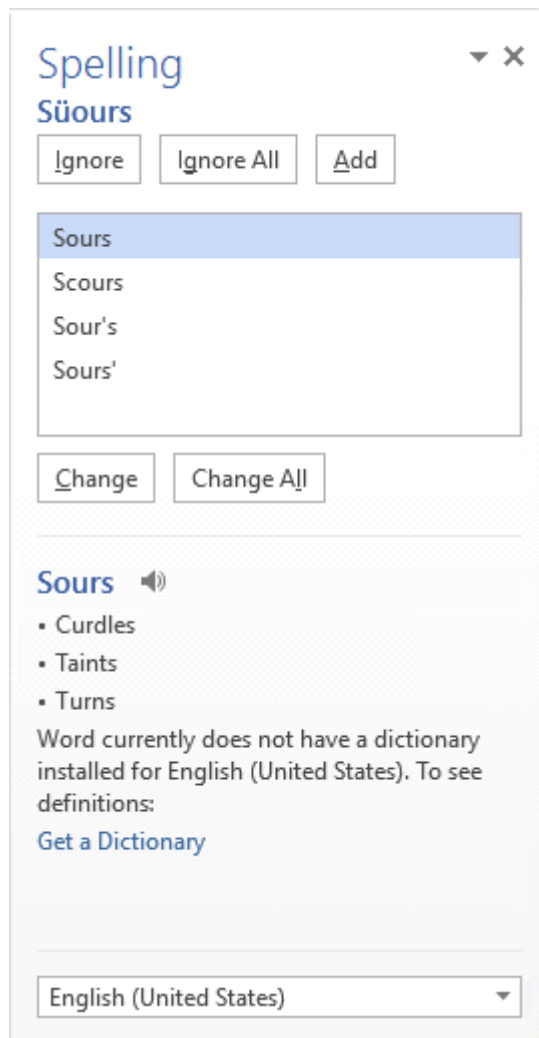 Spelling
Süours
Ignore Ignore All Add
Sours
Scours
Sour's
Sours'
Change Change All
Sours
• Curdles
• Taints
• Turns
Word currently does not have a dictionary
installed for English (United States). To see
definitions:
Get a Dictionary
English (United States)